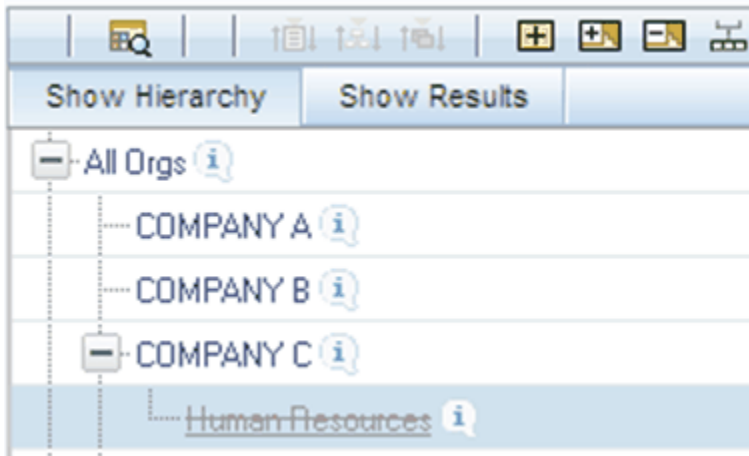 Show Hierarchy Show Results
All Orgs
COMPANY A
COMPANY B
COMPANY C
Human Resources